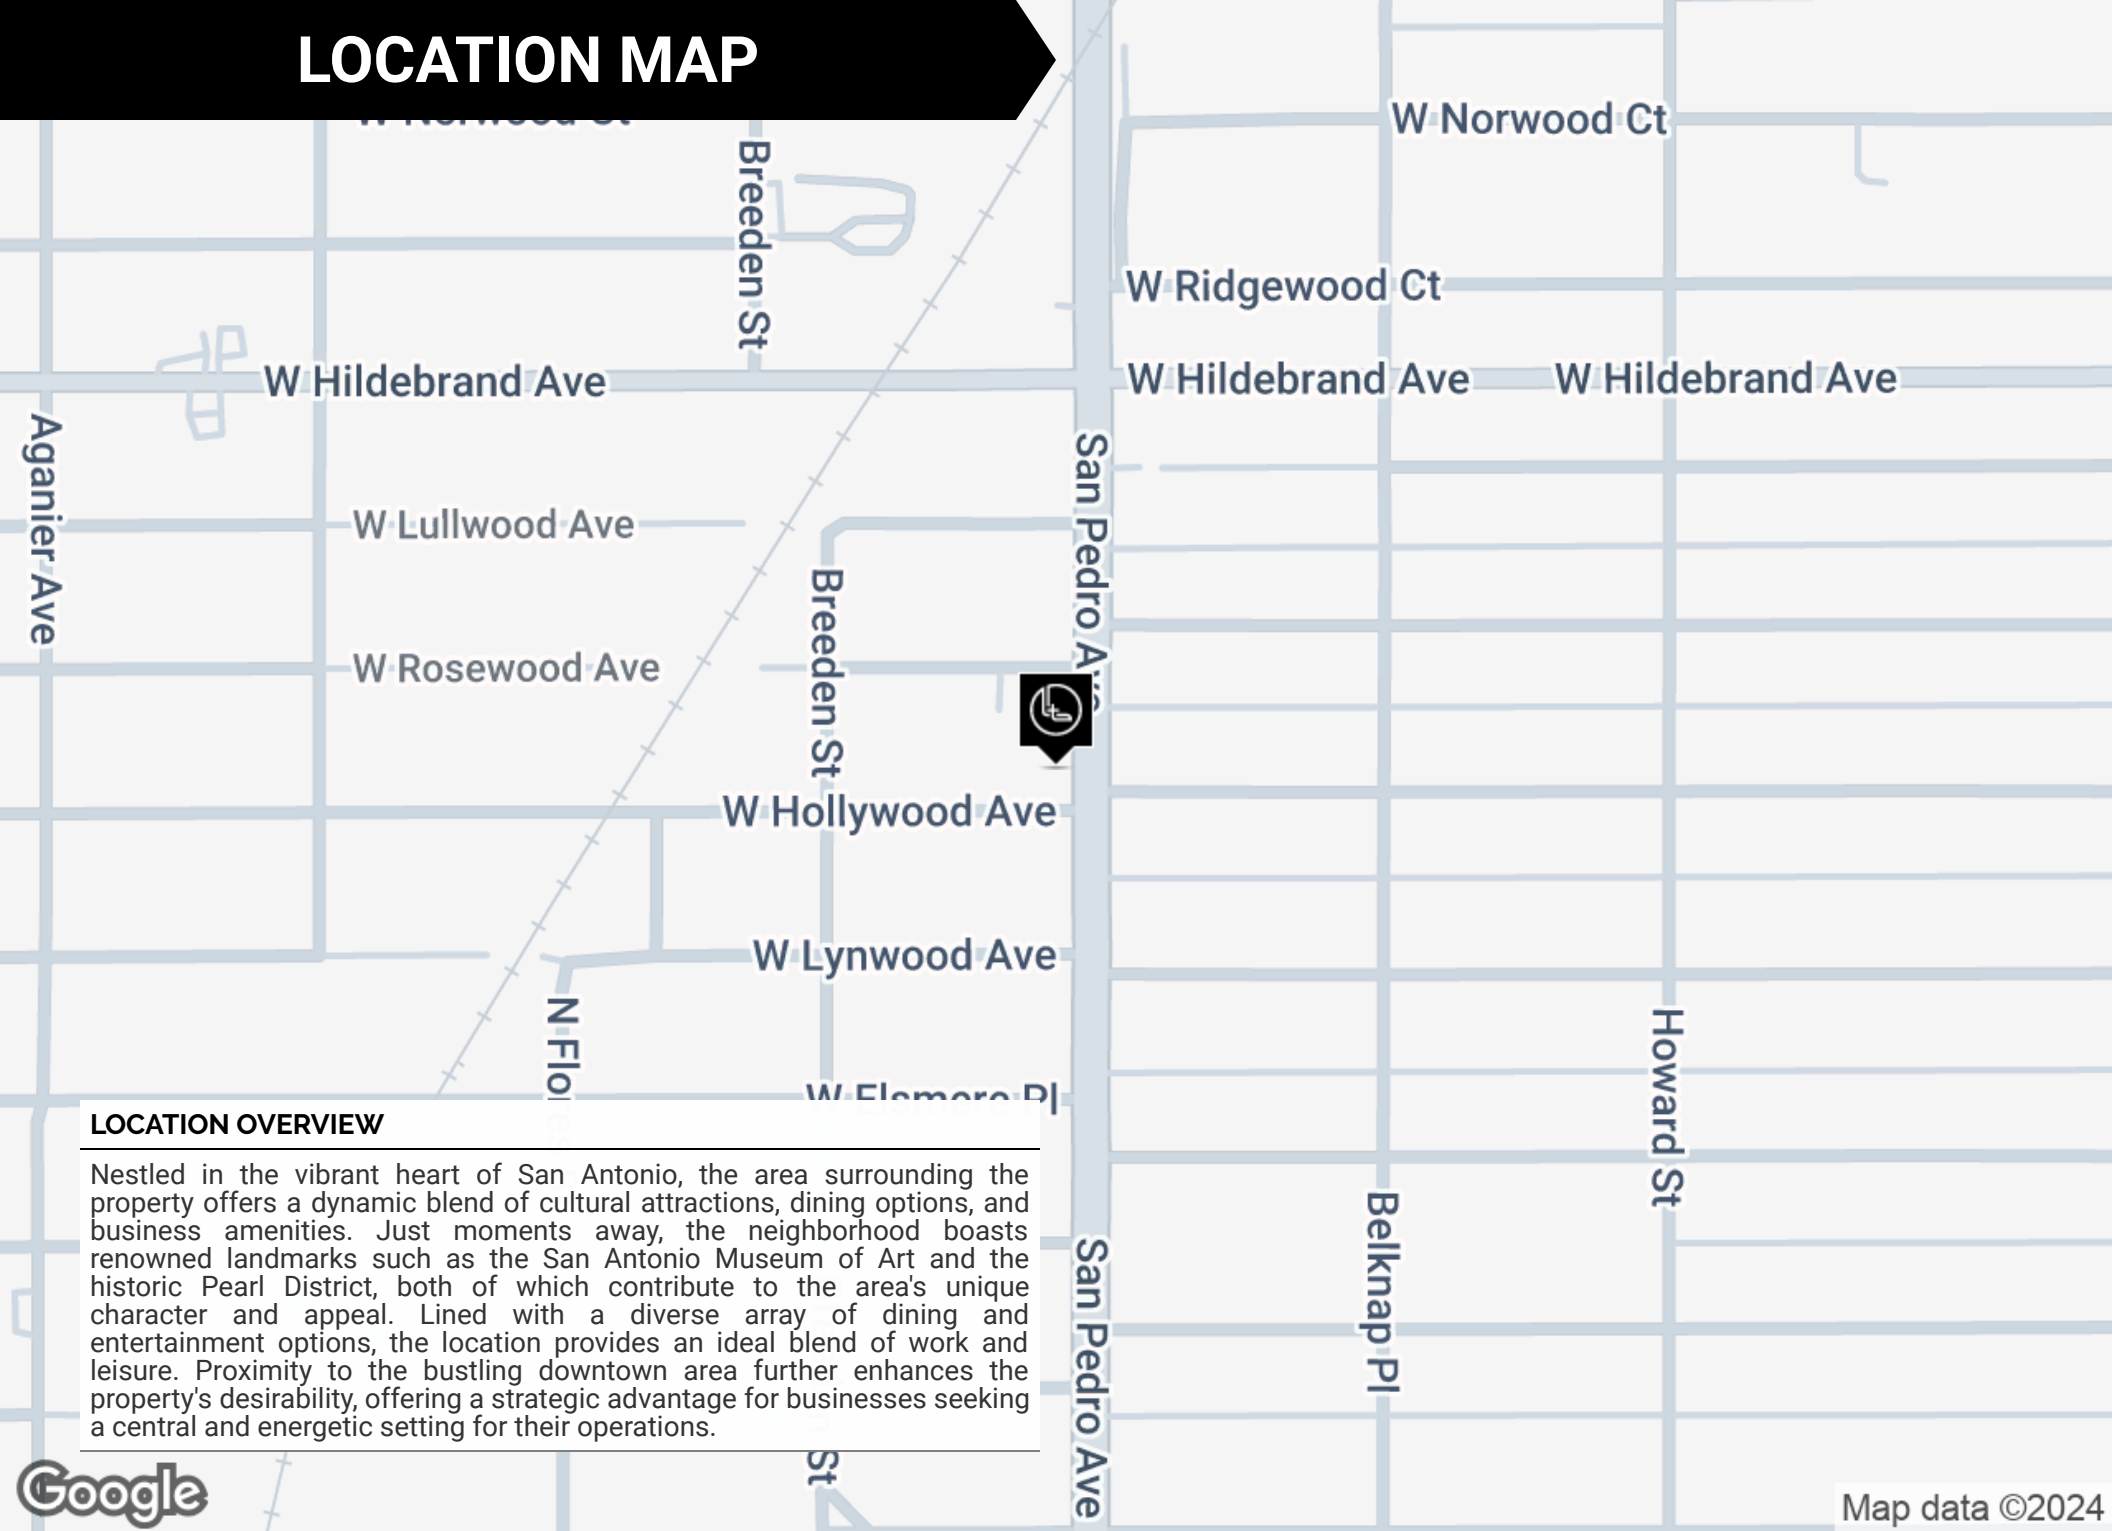 LOCATION MAP
W Norwood Ct
W Norwood Ct
Breeden St
W Ridgewood Ct
W Hildebrand Ave
W Hildebrand Ave
W Hildebrand Ave
Aganier Ave
San Pedro Ave
W Lullwood Ave
Breeden St
W Rosewood Ave
W Hollywood Ave
W Lynwood Ave
N Flo
Howard St
W Elsmere Pl
LOCATION OVERVIEW
Nestled in the vibrant heart of San Antonio, the area surrounding the
property offers a dynamic blend of cultural attractions, dining options, and
business amenities. Just moments away, the neighborhood boasts
renowned landmarks such as the San Antonio Museum of Art and the
historic Pearl District, both of which contribute to the area's unique
character and appeal. Lined with a diverse array of dining and
entertainment options, the location provides an ideal blend of work and
leisure. Proximity to the bustling downtown area further enhances the
property's desirability, offering a strategic advantage for businesses seeking
a central and energetic setting for their operations.
Belknap Pl
San Pedro Ave
St
Google
Map data ©2024